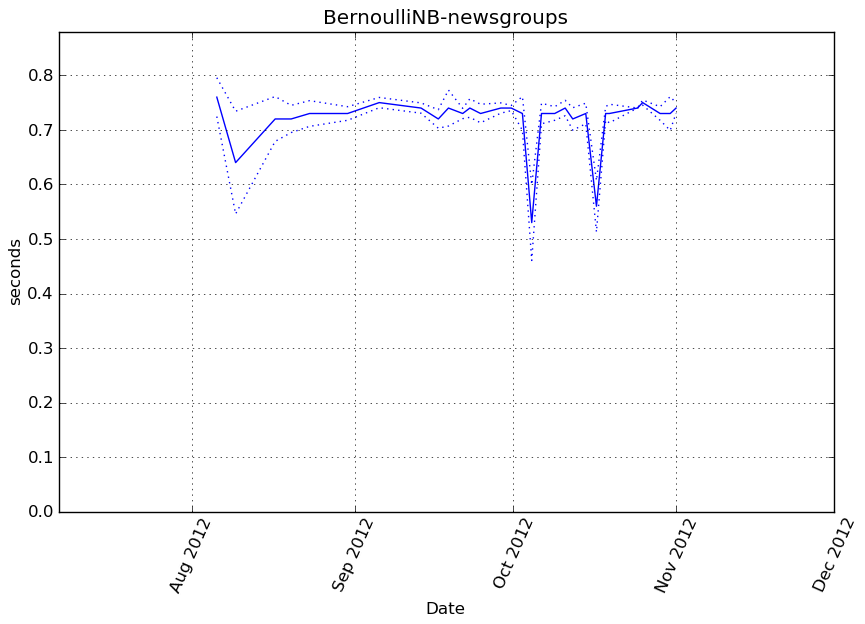 BernoulliNB-newsgroups
0.8
0.7
0.6
0.5
0.4
0.3
0.2
0.1
0.0
seconds
Aug 2012
Sep 2012
Oct 2012
Nov 2012
Dec 2012
Date